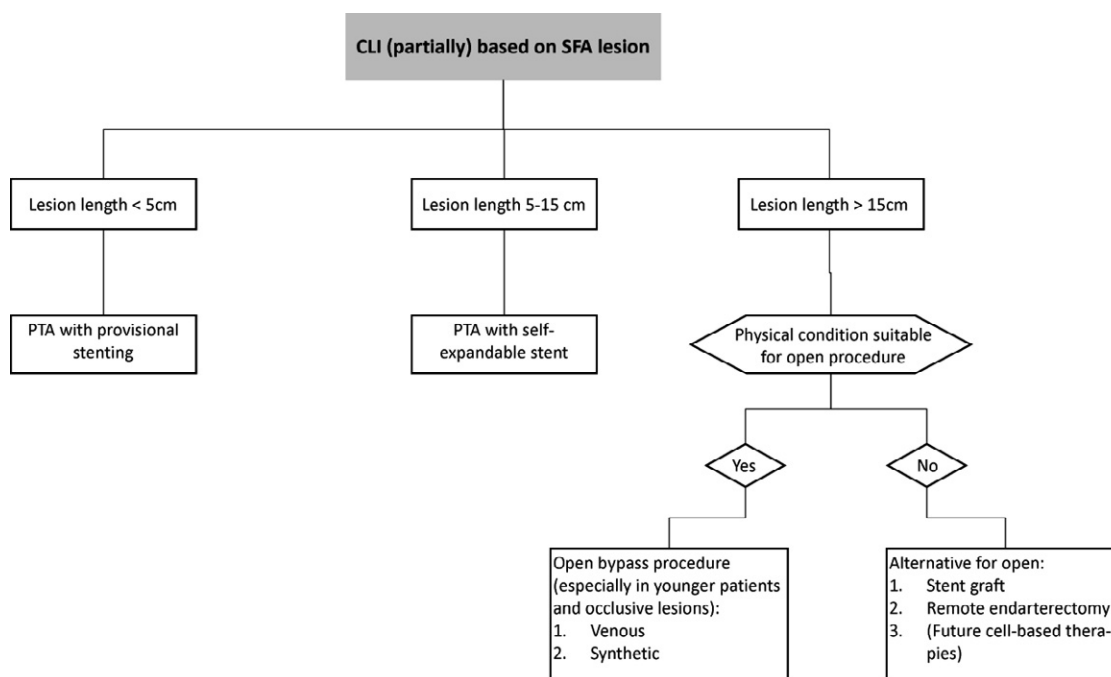 CLI (partially) based on SFA lesion
Lesion length < 5cm
Lesion length 5-15 cm
Lesion length > 15cm
PTA with provisional
stenting
PTA with self-
expandable stent
Physical condition suitable
for open procedure
Yes
No
Open bypass procedure
(especially in younger patients
and occlusive lesions):
1. Venous
2. Synthetic
Alternative for open:
1. Stent graft
2. Remote endarterectomy
3. (Future cell-based thera-
pies)